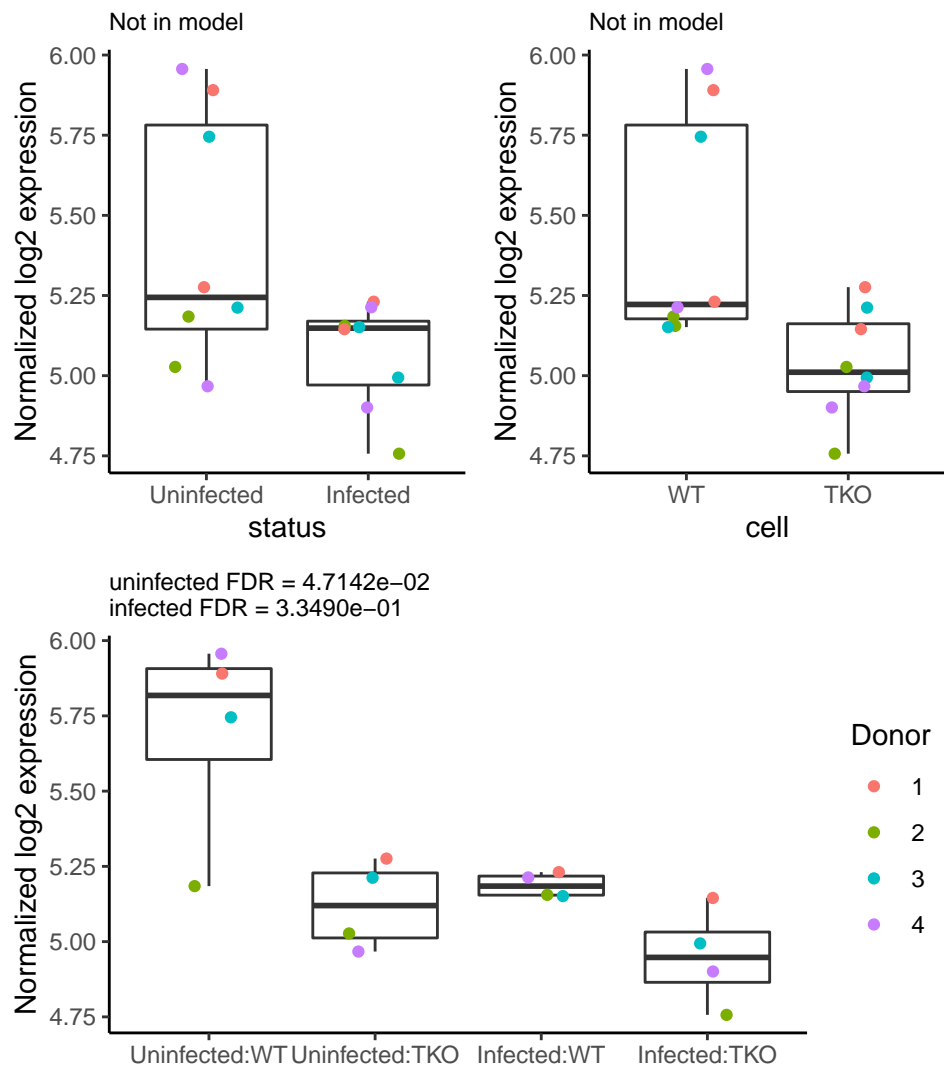 Not in model
Normalized log2 expression
6.00
5.75
5.50
5.25
5.00
4.75
Uninfected Infected
status
Not in model
Normalized log2 expression
6.00
5.75
5.50
5.25
5.00
4.75
WT TKO
cell
uninfected FDR = 4.7142e−02
infected FDR = 3.3490e−01
Normalized log2 expression
6.00
5.75
5.50
5.25
5.00
4.75
Uninfected:WT Uninfected:TKO Infected:WT Infected:TKO
Donor
1
2
3
4